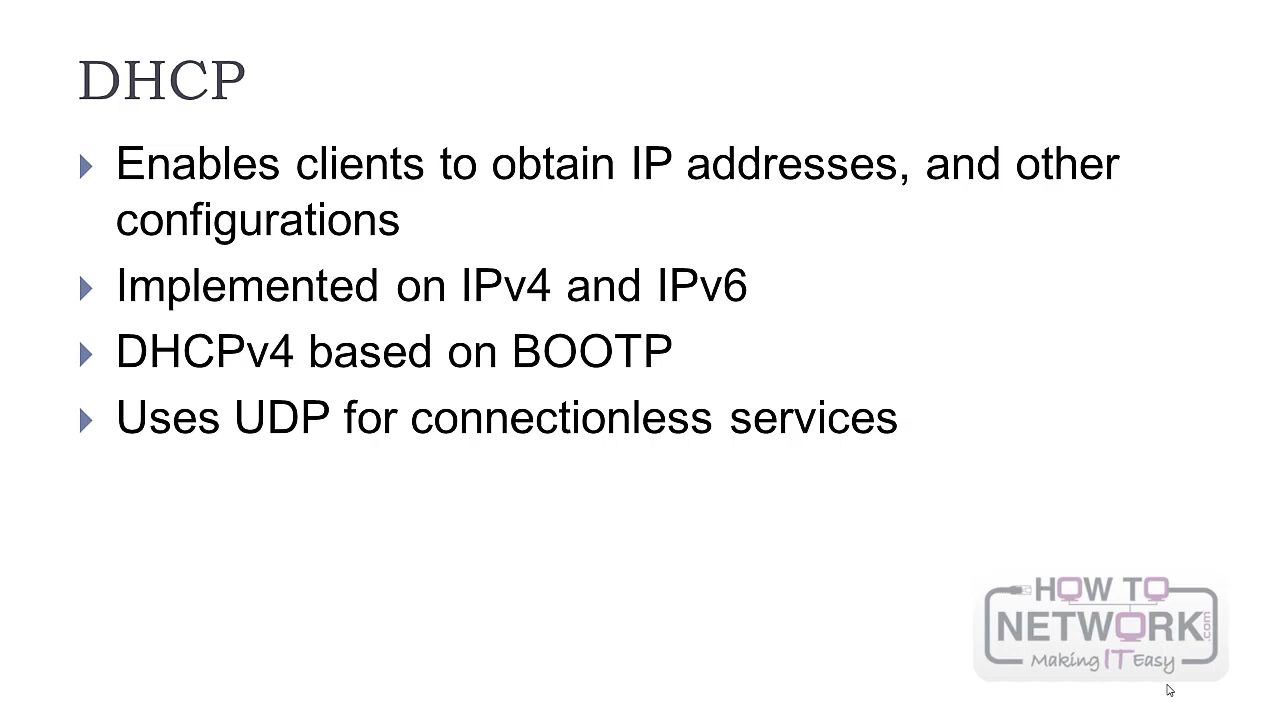 DHCP
Enables clients to obtain IP addresses, and other
configurations
Implemented on IPv4 and IPv6
DHCPv4 based on BOOTP
Uses UDP for connectionless services
HOW TO
NETWORK.com
Making IT Easy